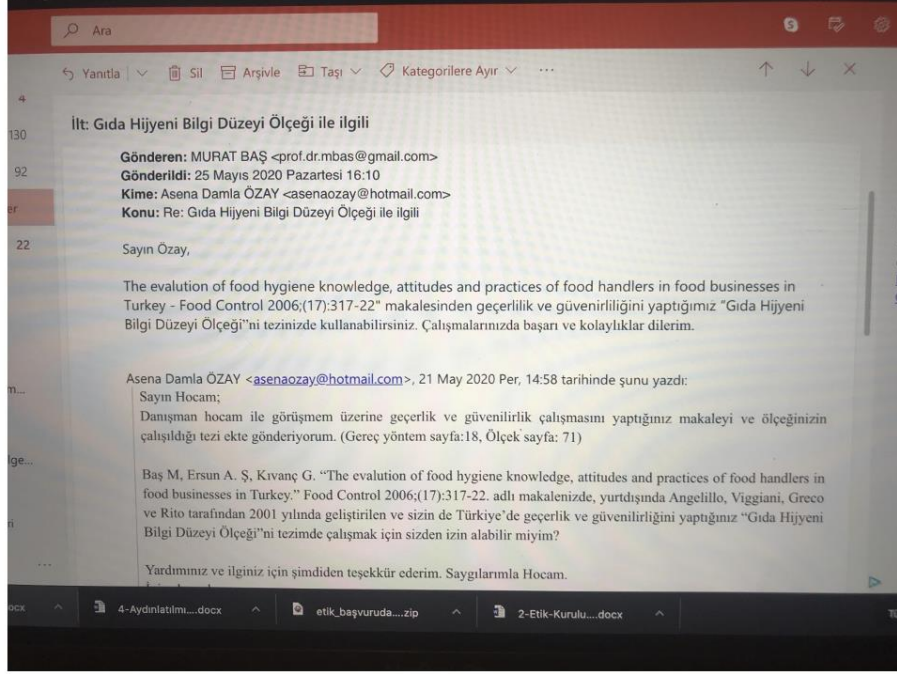 Ara
Yanıtla Sil Arşivle Taşı Kategorilere Ayır ...
4
130
92
er
22
İlt: Gıda Hijyeni Bilgi Düzeyi Ölçeği ile ilgili
Gönderen: MURAT BAŞ <prof.dr.mbas@gmail.com>
Gönderildi: 25 Mayıs 2020 Pazartesi 16:10
Kime: Asena Damla ÖZAY <asenaozay@hotmail.com>
Konu: Re: Gıda Hijyeni Bilgi Düzeyi Ölçeği ile ilgili
Sayın Özay,
The evalution of food hygiene knowledge, attitudes and practices of food handlers in food businesses in
Turkey - Food Control 2006;(17):317-22" makalesinden geçerlilik ve güvenirliliğini yaptığımız "Gıda Hijyeni
Bilgi Düzeyi Ölçeği"ni tezinizde kullanabilirsiniz. Çalışmalarınızda başarı ve kolaylıklar dilerim.
Asena Damla ÖZAY <asenaozay@hotmail.com>, 21 May 2020 Per, 14:58 tarihinde şunu yazdı:
m...
Sayın Hocam;
Danışman hocam ile görüşmem üzerine geçerlik ve güvenilirlik çalışmasını yaptığınız makaleyi ve ölçeğinizin
çalışıldığı tezi ekte gönderiyorum. (Gereç yöntem sayfa:18, Ölçek sayfa: 71)
lge...
Baş M, Ersun A. Ş, Kıvanç G. "The evalution of food hygiene knowledge, attitudes and practices of food handlers in
food businesses in Turkey." Food Control 2006;(17):317-22. adlı makalenizde, yurtdışında Angelillo, Viggiani, Greco
ve Rito tarafından 2001 yılında geliştirilen ve sizin de Türkiye'de geçerlik ve güvenilirliğini yaptığınız "Gıda Hijyeni
Bilgi Düzeyi Ölçeği"ni tezimde çalışmak için sizden izin alabilir miyim?
ri
...
Yardımınız ve ilginiz için şimdiden teşekkür ederim. Saygılarımla Hocam.
ocx
4-Aydınlatılmı....docx
etik_başvuruda....zip
2-Etik-Kurulu....docx